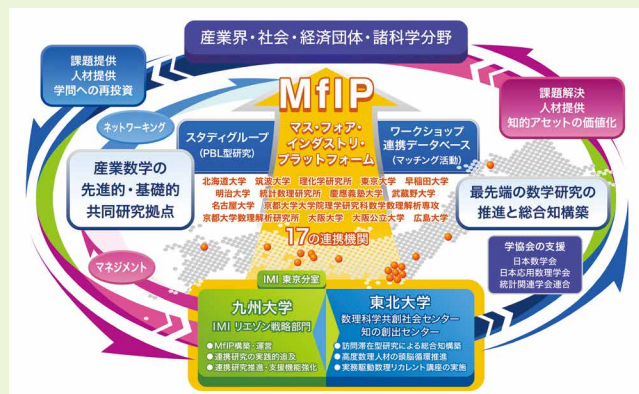 産業界・社会・経済団体・諸科学分野
課題提供
人材提供
学問への再投資
MfIP
マス・フォア・
インダストリ・
プラットフォーム
課題解決
人材提供
知的アセットの価値化
ネットワーキング
スタディグループ
(PBL型研究)
ワークショップ
連携データベース
(マッチング活動)
産業数学の
先進的・基礎的
共同研究拠点
北海道大学 筑波大学 理化学研究所 東京大学 早稲田大学
明治大学 統計数理研究所 慶應義塾大学 武蔵野大学
名古屋大学 京都大学大学院理学研究科数学数理解析専攻
京都大学数理解析研究所 大阪大学 大阪公立大学 広島大学
17の連携機関
最先端の数学研究の
推進と総合知構築
マネジメント
学協会の支援
日本数学会
日本応用数理学会
統計関連学会連合
IMI 東京分室
九州大学
IMI リエゾン戦略部門
●MfIP構築・運営
●連携研究の実践的追及
●連携研究推進・支援機能強化
東北大学
数理科学共創社会センター
知の創出センター
●訪問滞在型研究による総合知構築
●高度数理人材の頭脳循環推進
●実務駆動数理リカレント講座の実施